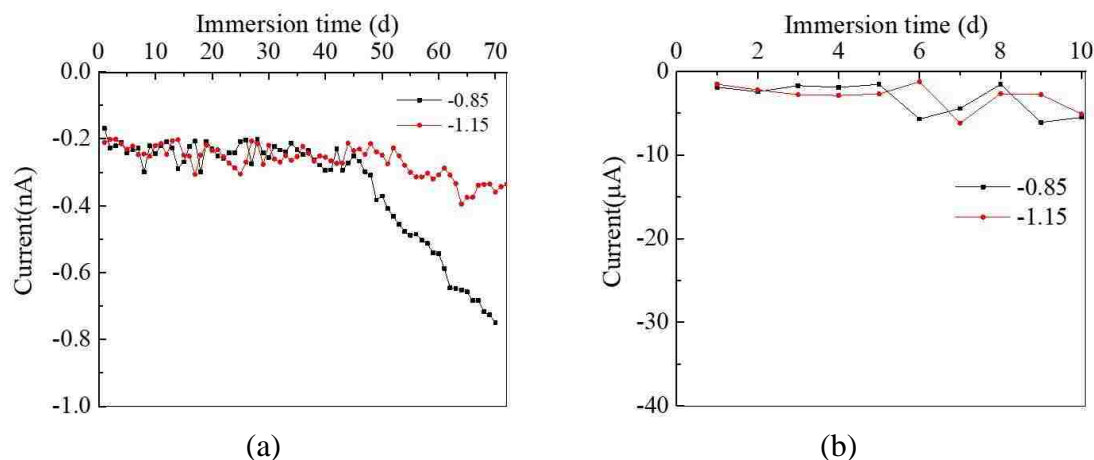 Immersion time (d)
0 10 20 30 40 50 60 70
0.0
-0.2
-0.4
-0.6
-0.8
-1.0
Current(nA)
-0.85
-1.15
(a)
Immersion time (d)
0 2 4 6 8 10
0
-10
-20
-30
-40
Current(μA)
-0.85
-1.15
(b)